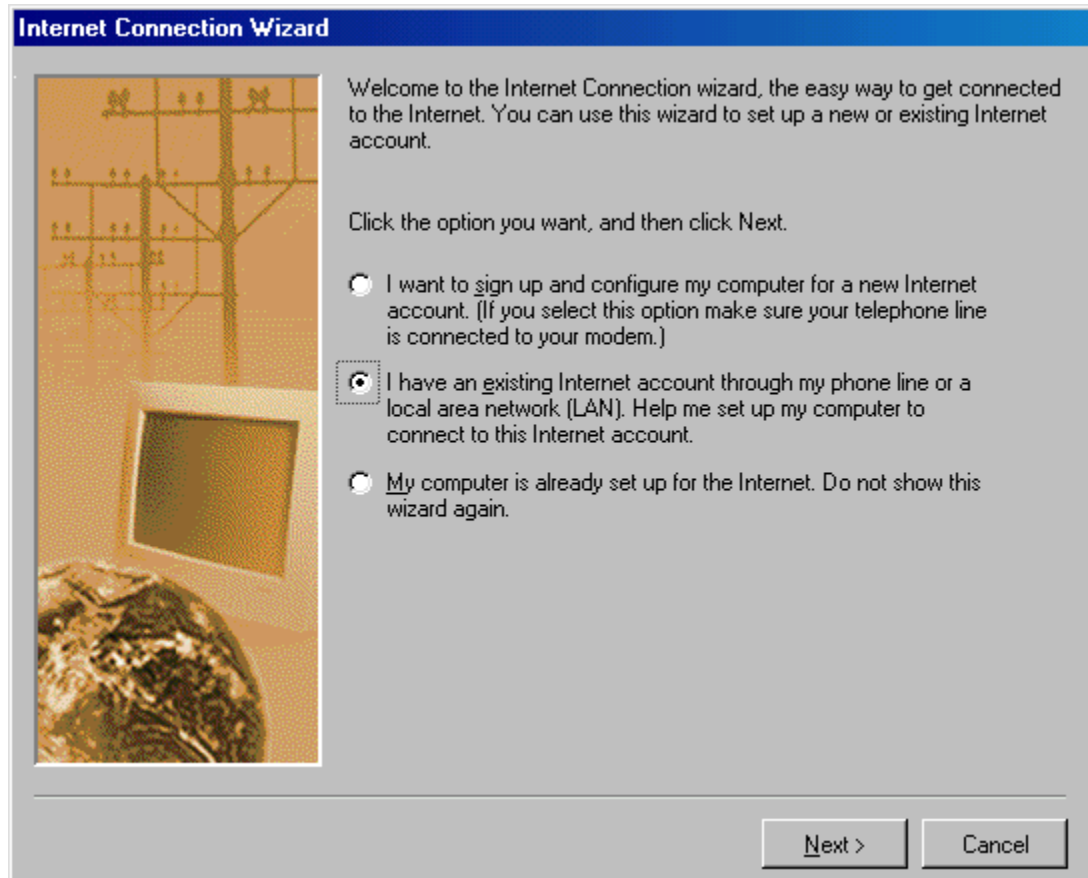 Internet Connection Wizard
Welcome to the Internet Connection wizard, the easy way to get connected
to the Internet. You can use this wizard to set up a new or existing Internet
account.
Click the option you want, and then click Next.
I want to sign up and configure my computer for a new Internet
account. (If you select this option make sure your telephone line
is connected to your modem.)
I have an existing Internet account through my phone line or a
local area network (LAN). Help me set up my computer to
connect to this Internet account.
My computer is already set up for the Internet. Do not show this
wizard again.
Next >
Cancel